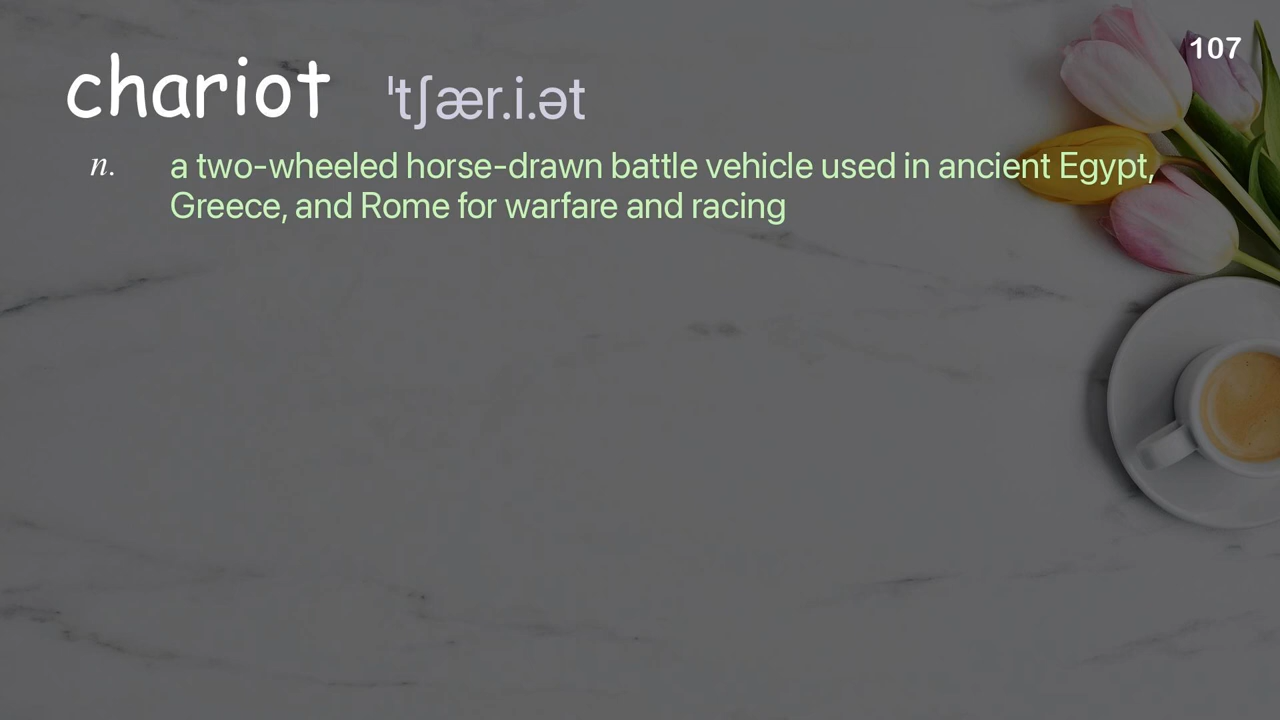 107
chariot ˈtʃær.i.ət
n. a two-wheeled horse-drawn battle vehicle used in ancient Egypt,
Greece, and Rome for warfare and racing